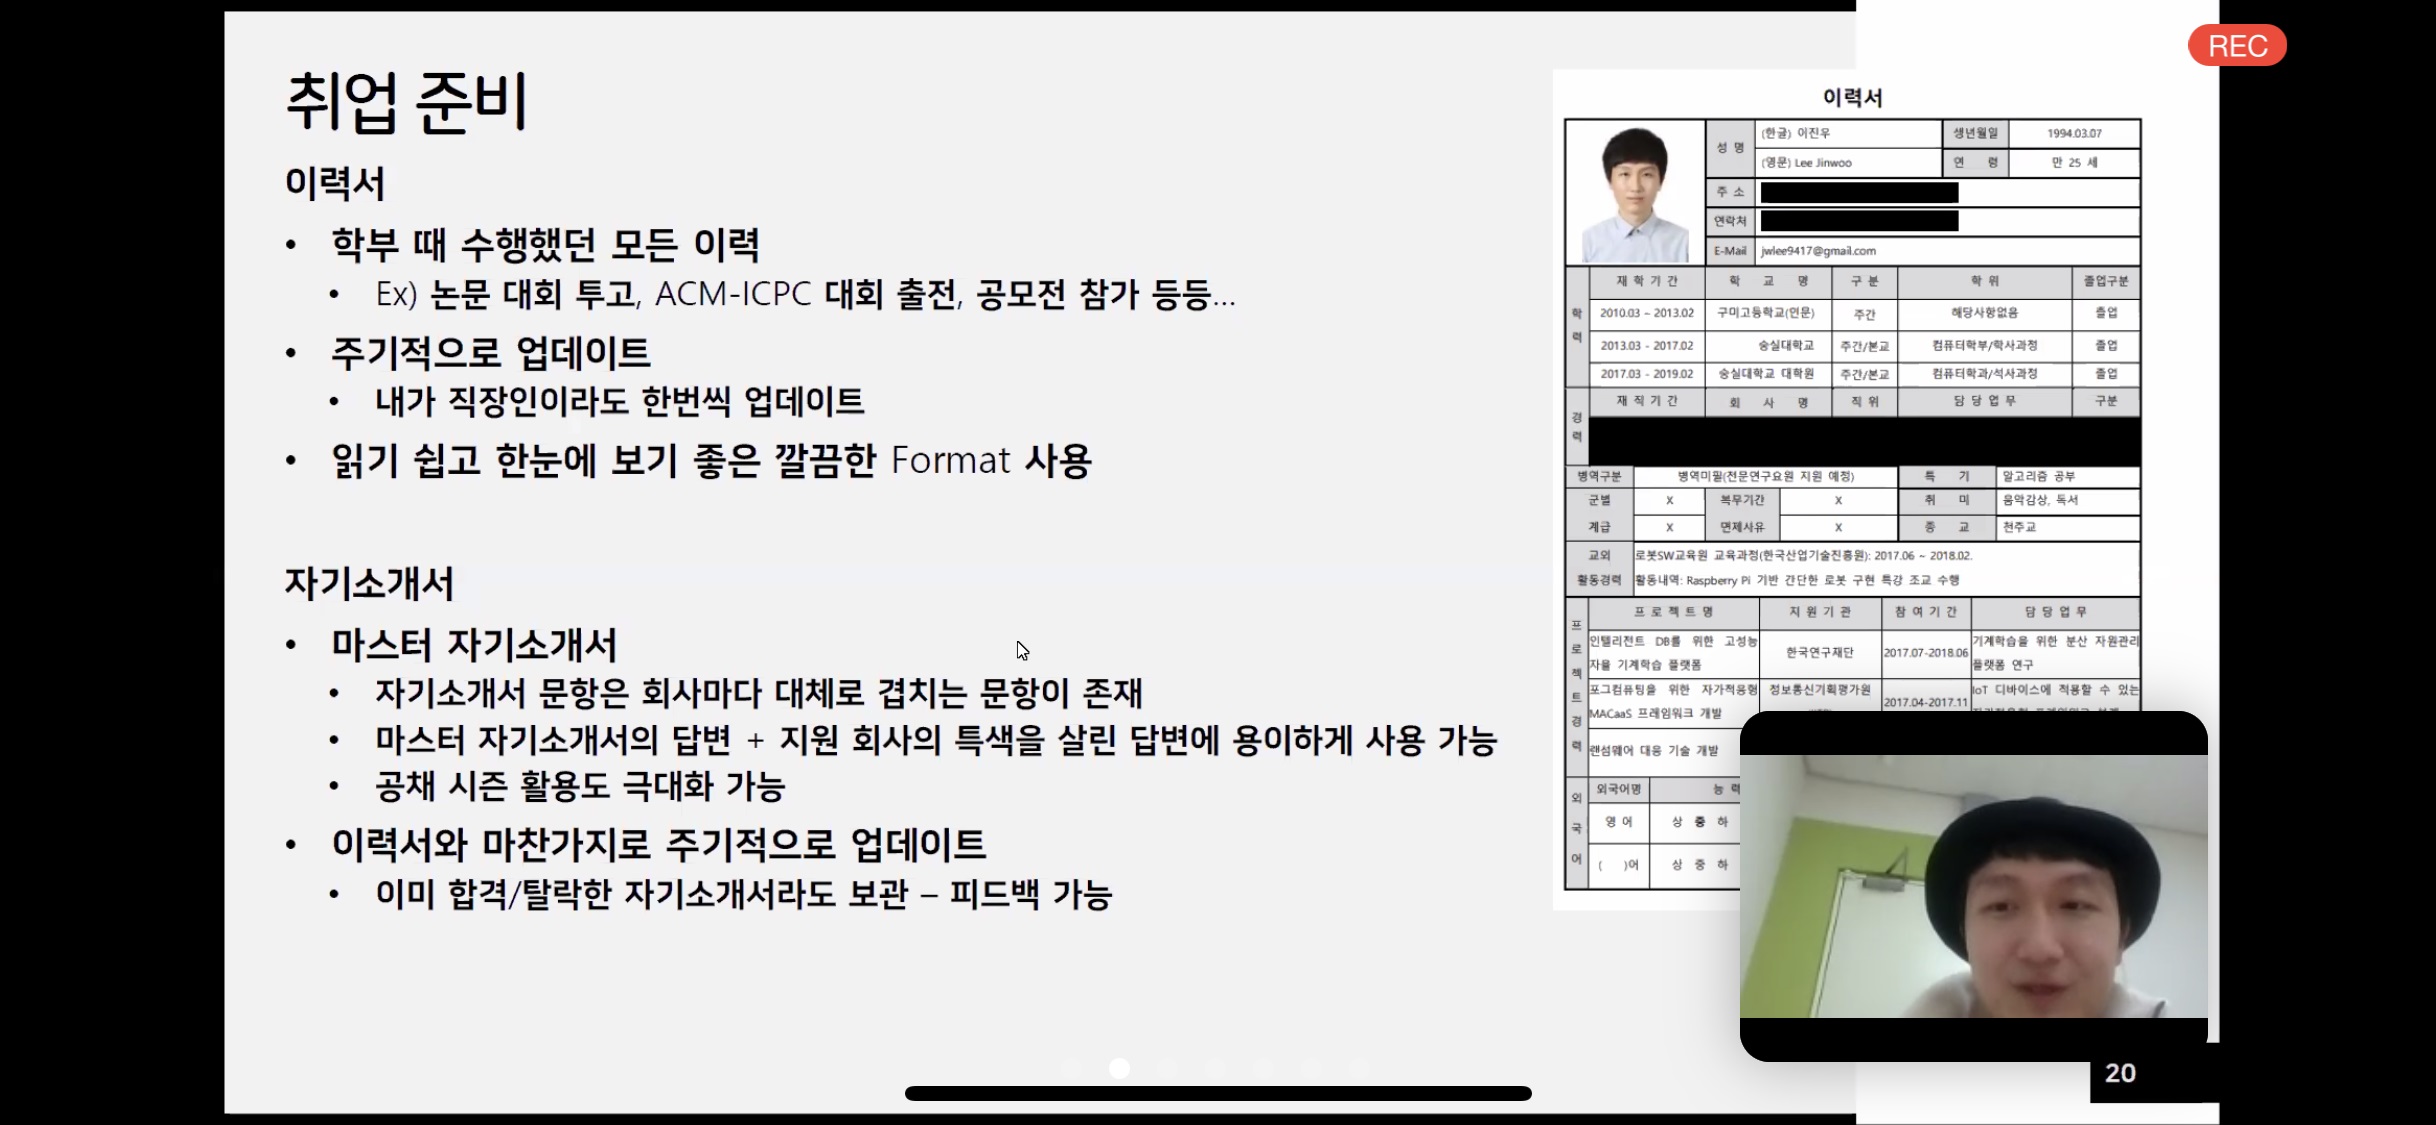 REC
취업 준비
이력서
• 학부 때 수행했던 모든 이력
• Ex) 논문 대회 투고, ACM-ICPC 대회 출전, 공모전 참가 등등...
• 주기적으로 업데이트
• 내가 직장인이라도 한번씩 업데이트
• 읽기 쉽고 한눈에 보기 좋은 깔끔한 Format 사용
자기소개서
• 마스터 자기소개서
• 자기소개서 문항은 회사마다 대체로 겹치는 문항이 존재
• 마스터 자기소개서의 답변 + 지원 회사의 특색을 살린 답변에 용이하게 사용 가능
• 공채 시즌 활용도 극대화 가능
• 이력서와 마찬가지로 주기적으로 업데이트
• 이미 합격/탈락한 자기소개서라도 보관 – 피드백 가능
이력서
성 명 (한글) 이진우 생년월일 1994.03.07
(영문) Lee Jinwoo 연 령 만 25 세
주 소
연락처
E-Mail jwlee9417@gmail.com
학력 재 학 기 간 학 교 명 구 분 학 위 졸업구분
2010.03 ~ 2013.02 구미고등학교(인문) 주간 해당사항없음 졸업
2013.03 - 2017.02 숭실대학교 주간/본교 컴퓨터학부/학사과정 졸업
2017.03 - 2019.02 숭실대학교 대학원 주간/본교 컴퓨터학과/석사과정 졸업
경력 재 직 기 간 회 사 명 직 위 담 당 업 무 구분
병역구분 병역미필(전문연구요원 지원 예정) 특 기 알고리즘 공부
군별 X 복무기간 X 취 미 음악감상, 독서
계급 X 면제사유 X 종 교 천주교
교외 로봇SW교육원 교육과정(한국산업기술진흥원): 2017.06 ~ 2018.02.
활동경력 활동내역: Raspberry Pi 기반 간단한 로봇 구현 특강 조교 수행
프로젝트경력 프 로 젝 트 명 지 원 기 관 참 여 기 간 담 당 업 무
인텔리전트 DB를 위한 고성능 자율 기계학습 플랫폼 한국연구재단 2017.07-2018.06 기계학습을 위한 분산 자원관리 플랫폼 연구
포그컴퓨팅을 위한 자가적응형 MACaaS 프레임워크 개발 정보통신기획평가원 2017.04-2017.11 IoT 디바이스에 적용할 수 있는
랜섬웨어 대응 기술 개발
외국어 외국어명 능 력
영 어 상 중 하
( )어 상 중 하
20